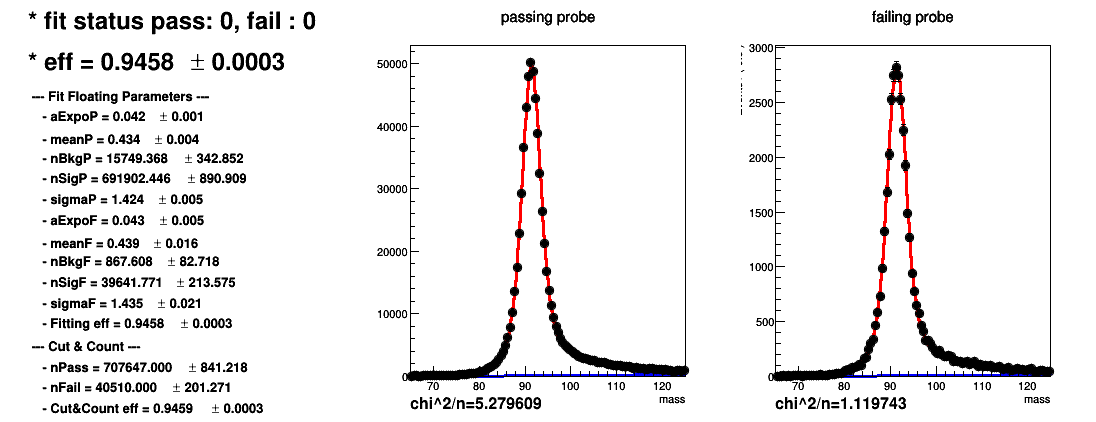 * fit status pass: 0, fail : 0
* eff = 0.9458 ± 0.0003
--- Fit Floating Parameters ---
- aExpoP = 0.042 ± 0.001
- meanP = 0.434 ± 0.004
- nBkgP = 15749.368 ± 342.852
- nSigP = 691902.446 ± 890.909
- sigmaP = 1.424 ± 0.005
- aExpoF = 0.043 ± 0.005
- meanF = 0.439 ± 0.016
- nBkgF = 867.608 ± 82.718
- nSigF = 39641.771 ± 213.575
- sigmaF = 1.435 ± 0.021
- Fitting eff = 0.9458 ± 0.0003
--- Cut & Count ---
- nPass = 707647.000 ± 841.218
- nFail = 40510.000 ± 201.271
- Cut&Count eff = 0.9459 ± 0.0003
passing probe
50000
40000
30000
20000
10000
0
70 80 90 100 110 120
mass
chi^2/n=5.279609
failing probe
3000
2500
2000
1500
1000
500
0
70 80 90 100 110 120
mass
chi^2/n=1.119743